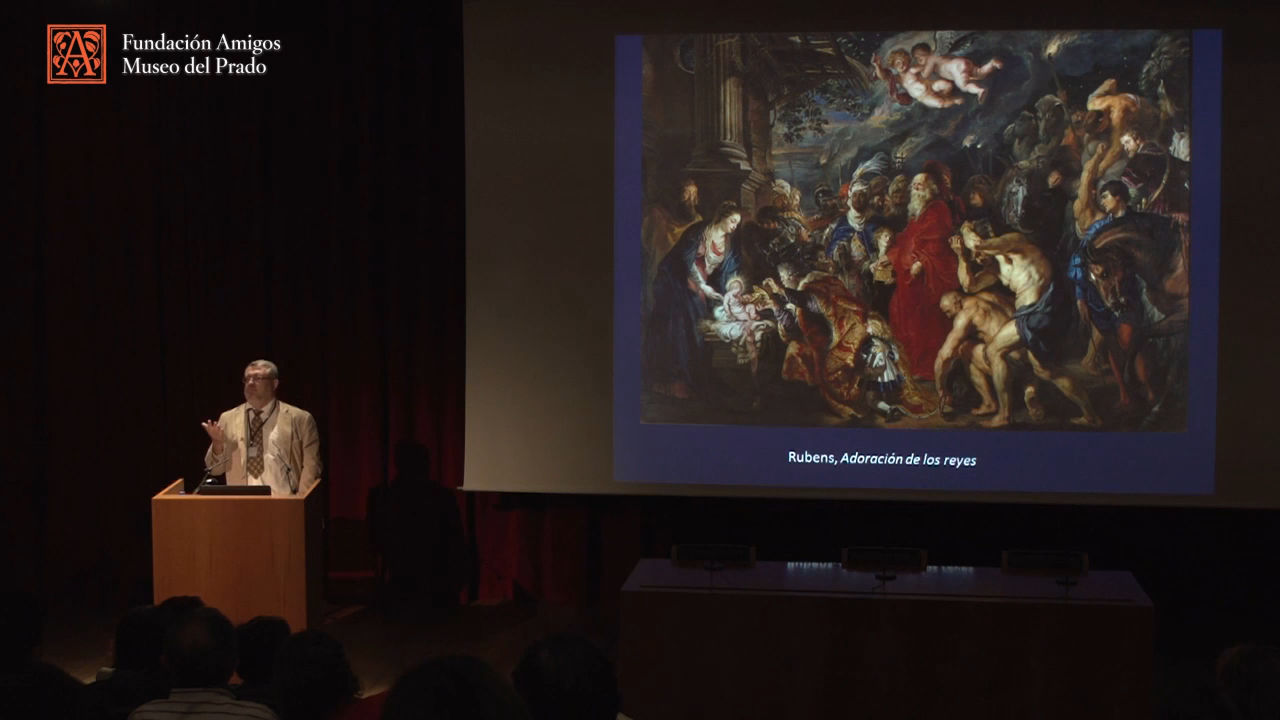 Fundación Amigos
Museo del Prado
Rubens, Adoración de los reyes